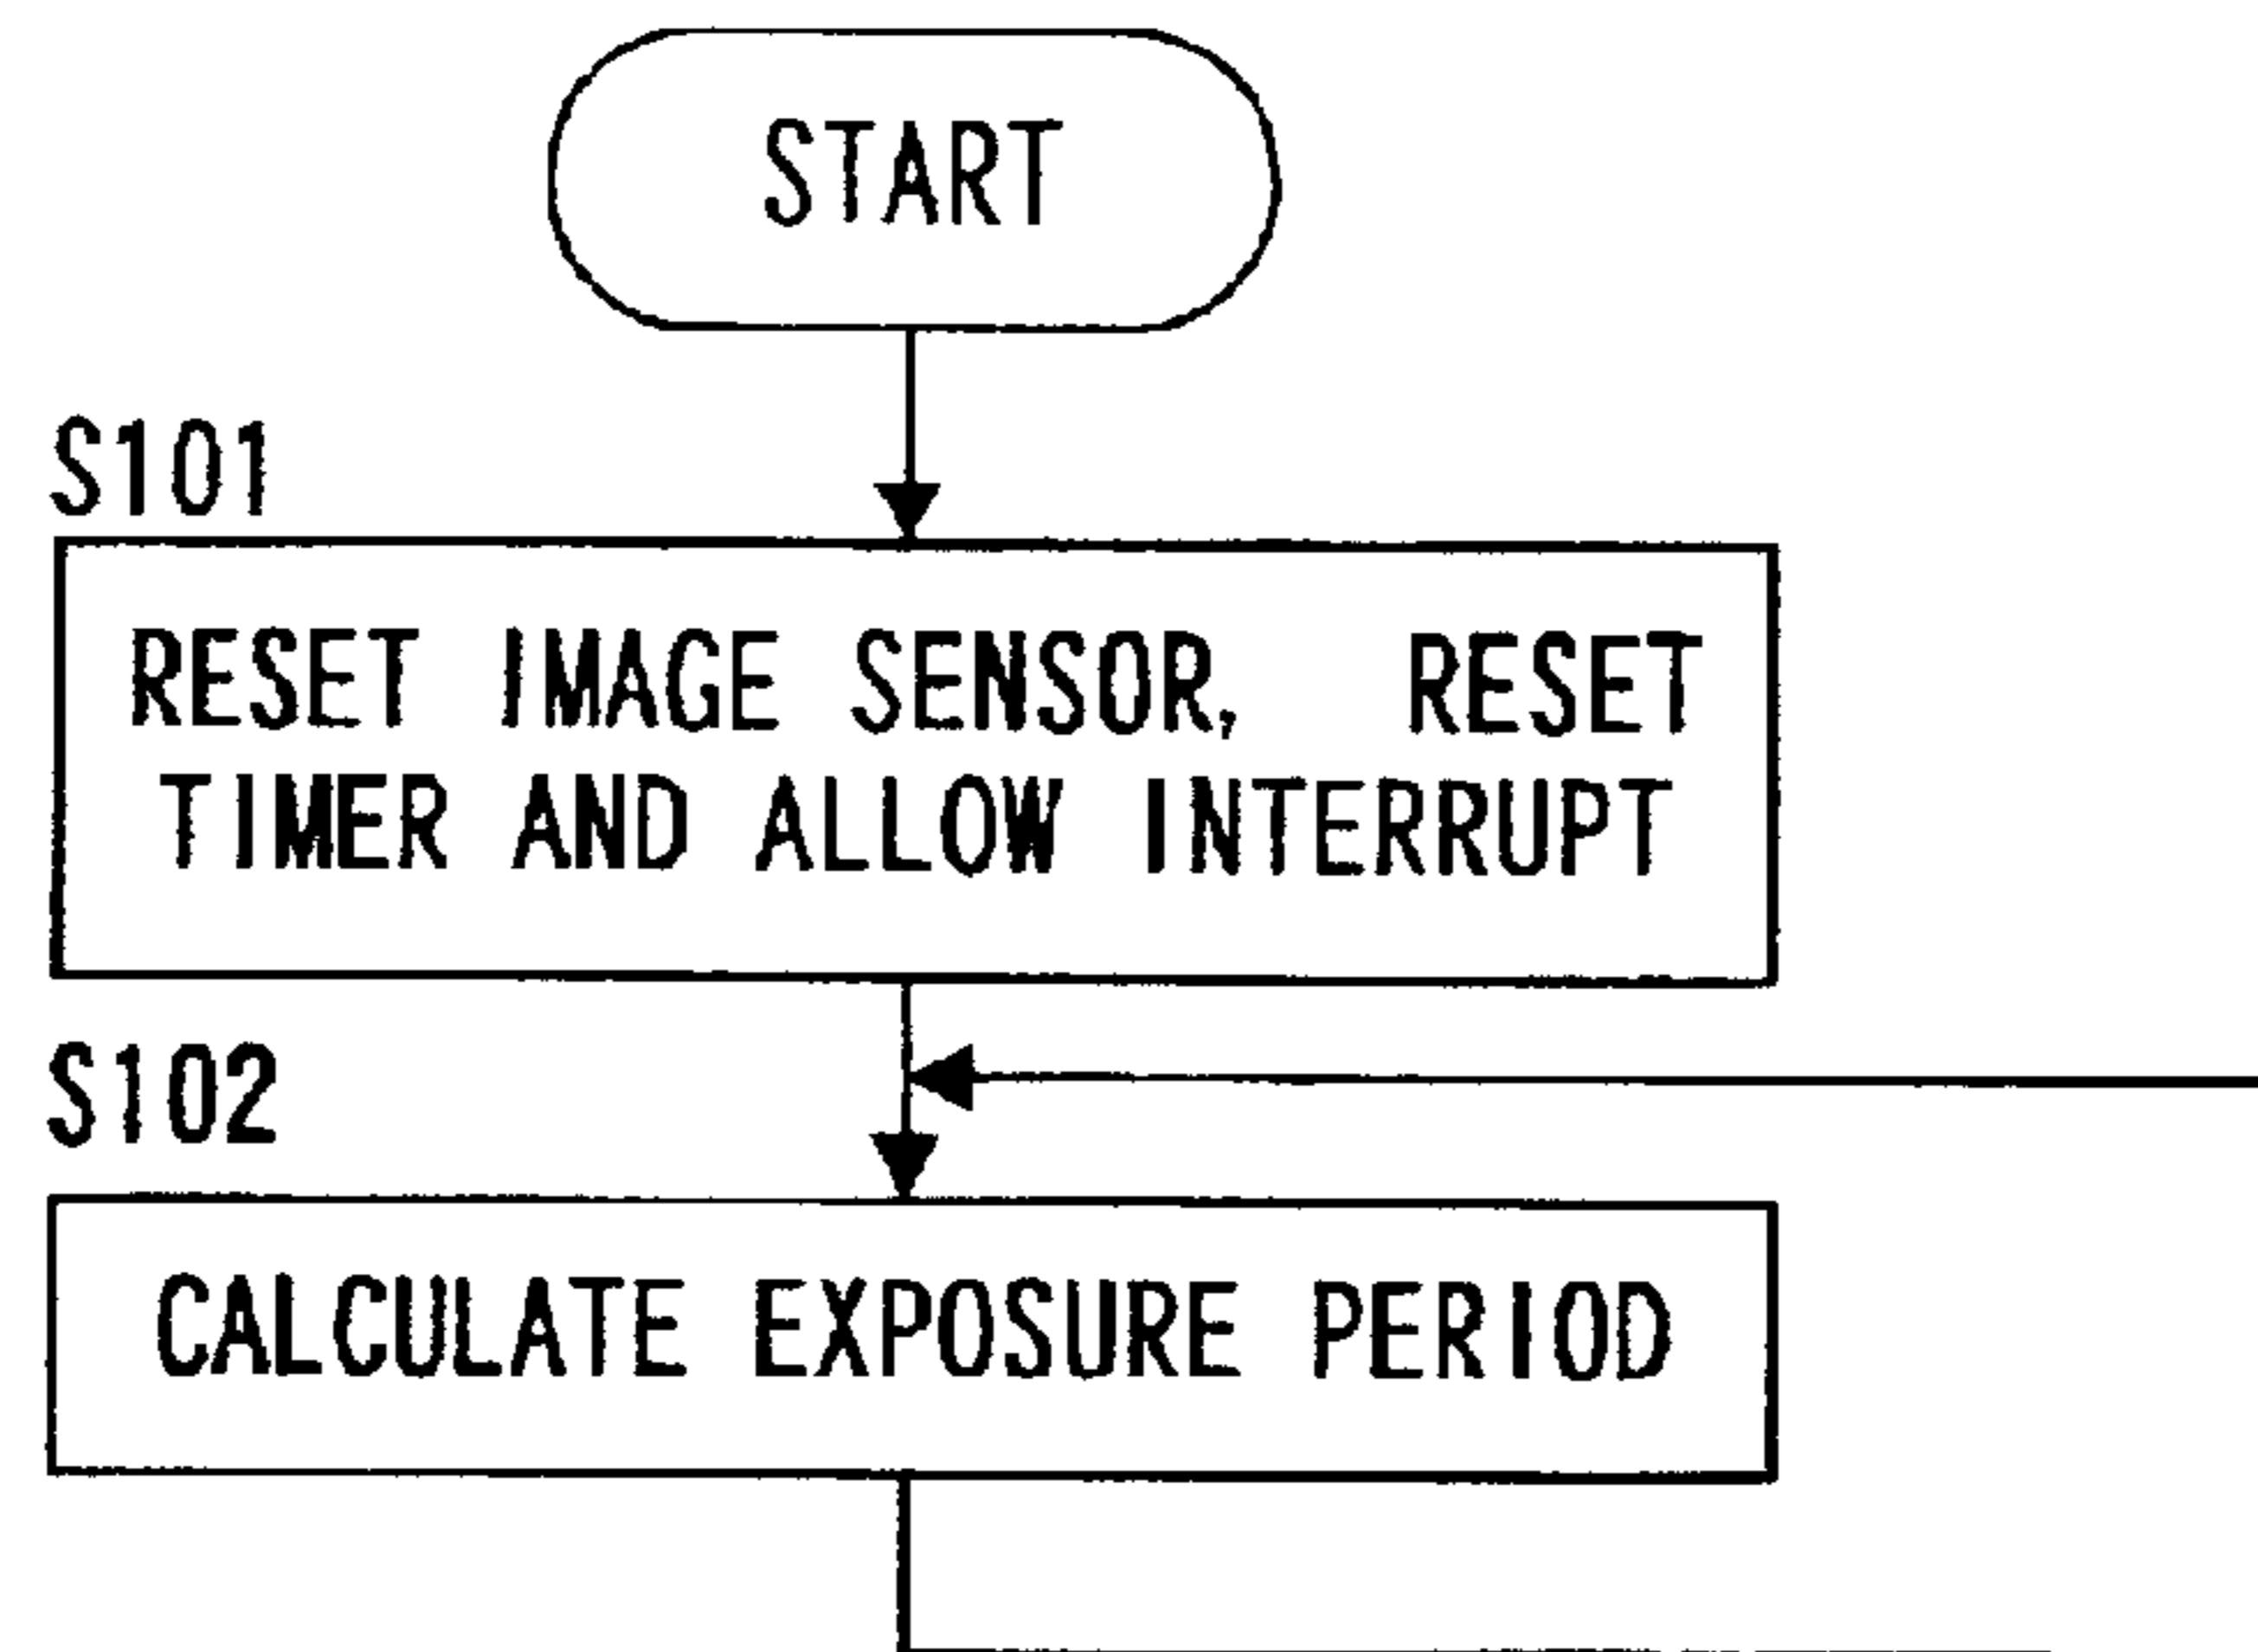 START
S101
RESET IMAGE SENSOR, RESET
TIMER AND ALLOW INTERRUPT
S102
CALCULATE EXPOSURE PERIOD